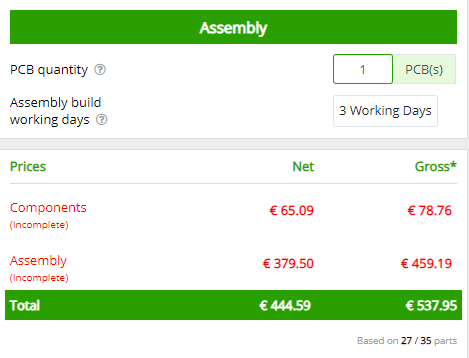 Assembly
PCB quantity ? 1 PCB(s)
Assembly build
working days ? 3 Working Days
Prices Net Gross*
Components € 65.09 € 78.76
(Incomplete)
Assembly € 379.50 € 459.19
(Incomplete)
Total € 444.59 € 537.95
Based on 27 / 35 parts